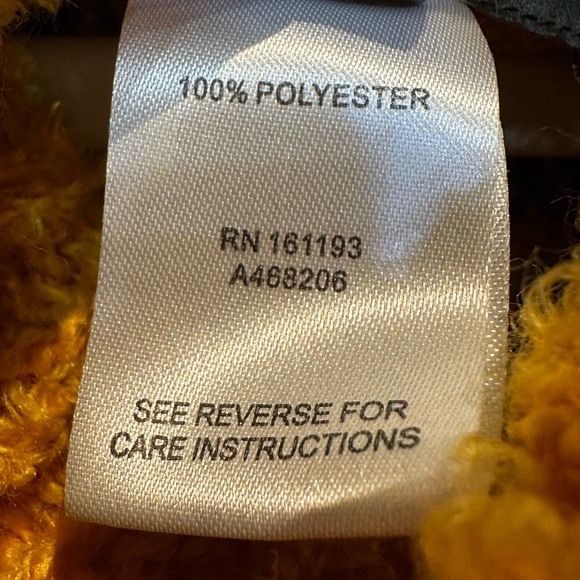 100% POLYESTER
RN 161193
A468206
SEE REVERSE FOR
CARE INSTRUCTIONS